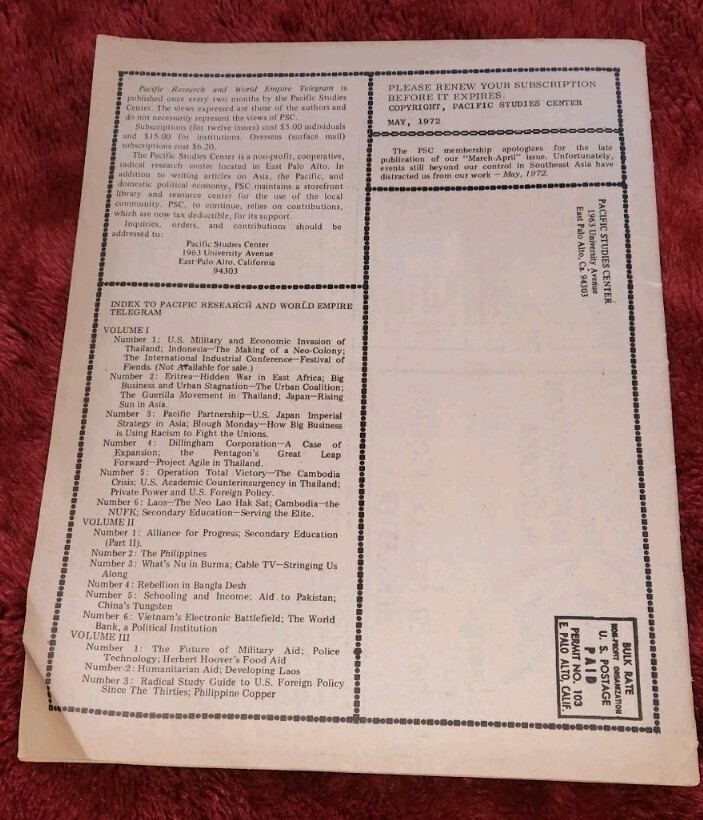 Pacific Research and World Empire Telegram is
published once every two months by the Pacific Studies
Center. The views expressed are those of the authors and
do not necessarily represent the views of PSC.
Subscriptions (for twelve issues) cost $5.00 individuals
and $15.00 for institutions. Overseas (surface mail)
subscriptions cost $6.20.
The Pacific Studies Center is a non-profit, cooperative,
radical research center located in East Palo Alto. In
addition to writing articles on Asia, the Pacific, and
domestic political economy, PSC maintains a storefront
library and resource center for the use of the local
community. PSC, to continue, relies on contributions,
which are now tax deductible, for its support.
Inquiries, orders, and contributions should be
addressed to:
Pacific Studies Center
1963 University Avenue
East Palo Alto, California
94303
INDEX TO PACIFIC RESEARCH AND WORLD EMPIRE
TELEGRAM
VOLUME I
Number 1: U.S. Military and Economic Invasion of
Thailand; Indonesia—The Making of a Neo-Colony;
The International Industrial Conference—Festival of
Fiends. (Not Available for sale.)
Number 2: Eritrea—Hidden War in East Africa; Big
Business and Urban Stagnation—The Urban Coalition;
The Guerilla Movement in Thailand; Japan—Rising
Sun in Asia.
Number 3: Pacific Partnership—U.S. Japan Imperial
Strategy in Asia; Blough Monday—How Big Business
is Using Racism to Fight the Unions.
Number 4: Dillingham Corporation—A Case of
Expansion; the Pentagon's Great Leap
Forward—Project Agile in Thailand.
Number 5: Operation Total Victory—The Cambodia
Crisis; U.S. Academic Counterinsurgency in Thailand;
Private Power and U.S. Foreign Policy.
Number 6: Laos—The Neo Lao Hak Sat; Cambodia—the
NUFK; Secondary Education—Serving the Elite.
VOLUME II
Number 1: Alliance for Progress; Secondary Education
(Part II).
Number 2: The Philippines
Number 3: What's Nu in Burma; Cable TV—Stringing Us
Along
Number 4: Rebellion in Bangla Desh
Number 5: Schooling and Income; Aid to Pakistan;
China's Tungsten
Number 6: Vietnam's Electronic Battlefield; The World
Bank, a Political Institution
VOLUME III
Number 1: The Future of Military Aid; Police
Technology; Herbert Hoover's Food Aid
Number 2: Humanitarian Aid; Developing Laos
Number 3: Radical Study Guide to U.S. Foreign Policy
Since The Thirties; Philippine Copper
PLEASE RENEW YOUR SUBSCRIPTION
BEFORE IT EXPIRES.
COPYRIGHT, PACIFIC STUDIES CENTER
MAY, 1972
The PSC membership apologizes for the late
publication of our "March-April" issue. Unfortunately,
events still beyond our control in Southeast Asia have
distracted us from our work — May, 1972.
PACIFIC STUDIES CENTER
1963 University Avenue
East Palo Alto, Ca. 94303
BULK RATE
NON-PROFIT ORGANIZATION
U. S. POSTAGE
PAID
PERMIT NO. 103
E. PALO ALTO, CALIF.